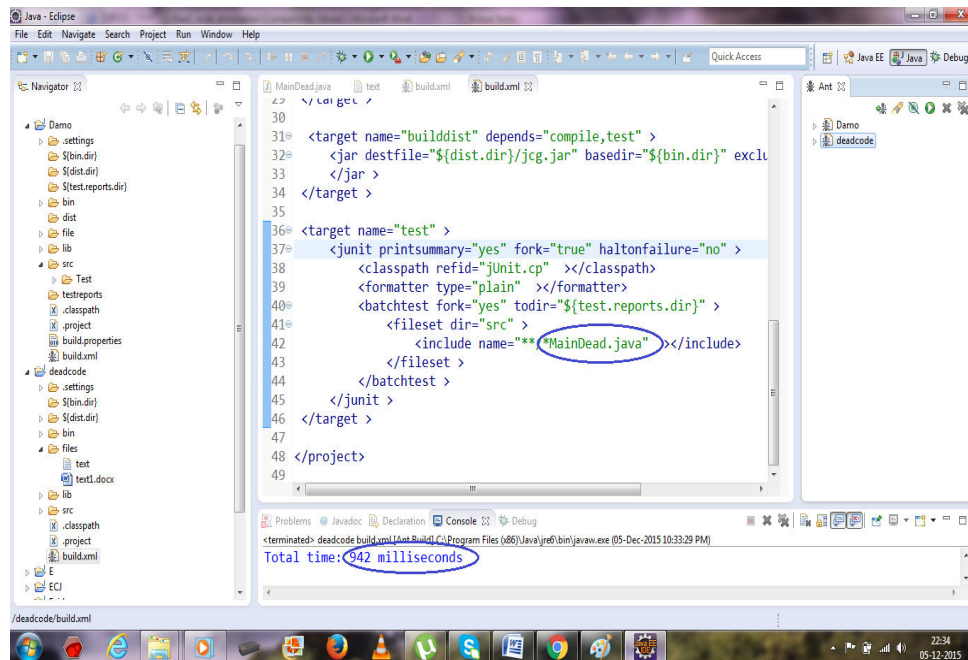 Java - Eclipse
File Edit Navigate Search Project Run Window Help
Quick Access
Java EE
Java
Debug
Navigator
Damo
.settings
${bin.dir}
${dist.dir}
${test.reports.dir}
bin
dist
file
lib
src
Test
testreports
.classpath
.project
build.properties
build.xml
deadcode
.settings
${bin.dir}
${dist.dir}
bin
files
text
text1.docx
lib
src
.classpath
.project
build.xml
E
ECJ
MainDead.java text build.xml build.xml
29 </target >
30
31 <target name="builddist" depends="compile,test" >
32 <jar destfile="${dist.dir}/jcg.jar" basedir="${bin.dir}" exclu
33 </jar >
34 </target >
35
36 <target name="test" >
37 <junit printsummary="yes" fork="true" haltonfailure="no" >
38 <classpath refid="jUnit.cp" ></classpath>
39 <formatter type="plain" ></formatter>
40 <batchtest fork="yes" todir="${test.reports.dir}" >
41 <fileset dir="src" >
42 <include name="**/*MainDead.java" ></include>
43 </fileset >
44 </batchtest >
45 </junit >
46 </target >
47
48 </project>
49
Ant
Damo
deadcode
Problems @ Javadoc Declaration Console Debug
<terminated> deadcode build.xml [Ant Build] C:\Program Files (x86)\Java\jre6\bin\javaw.exe (05-Dec-2015 10:33:29 PM)
Total time: 942 milliseconds
/deadcode/build.xml
22:34
05-12-2015